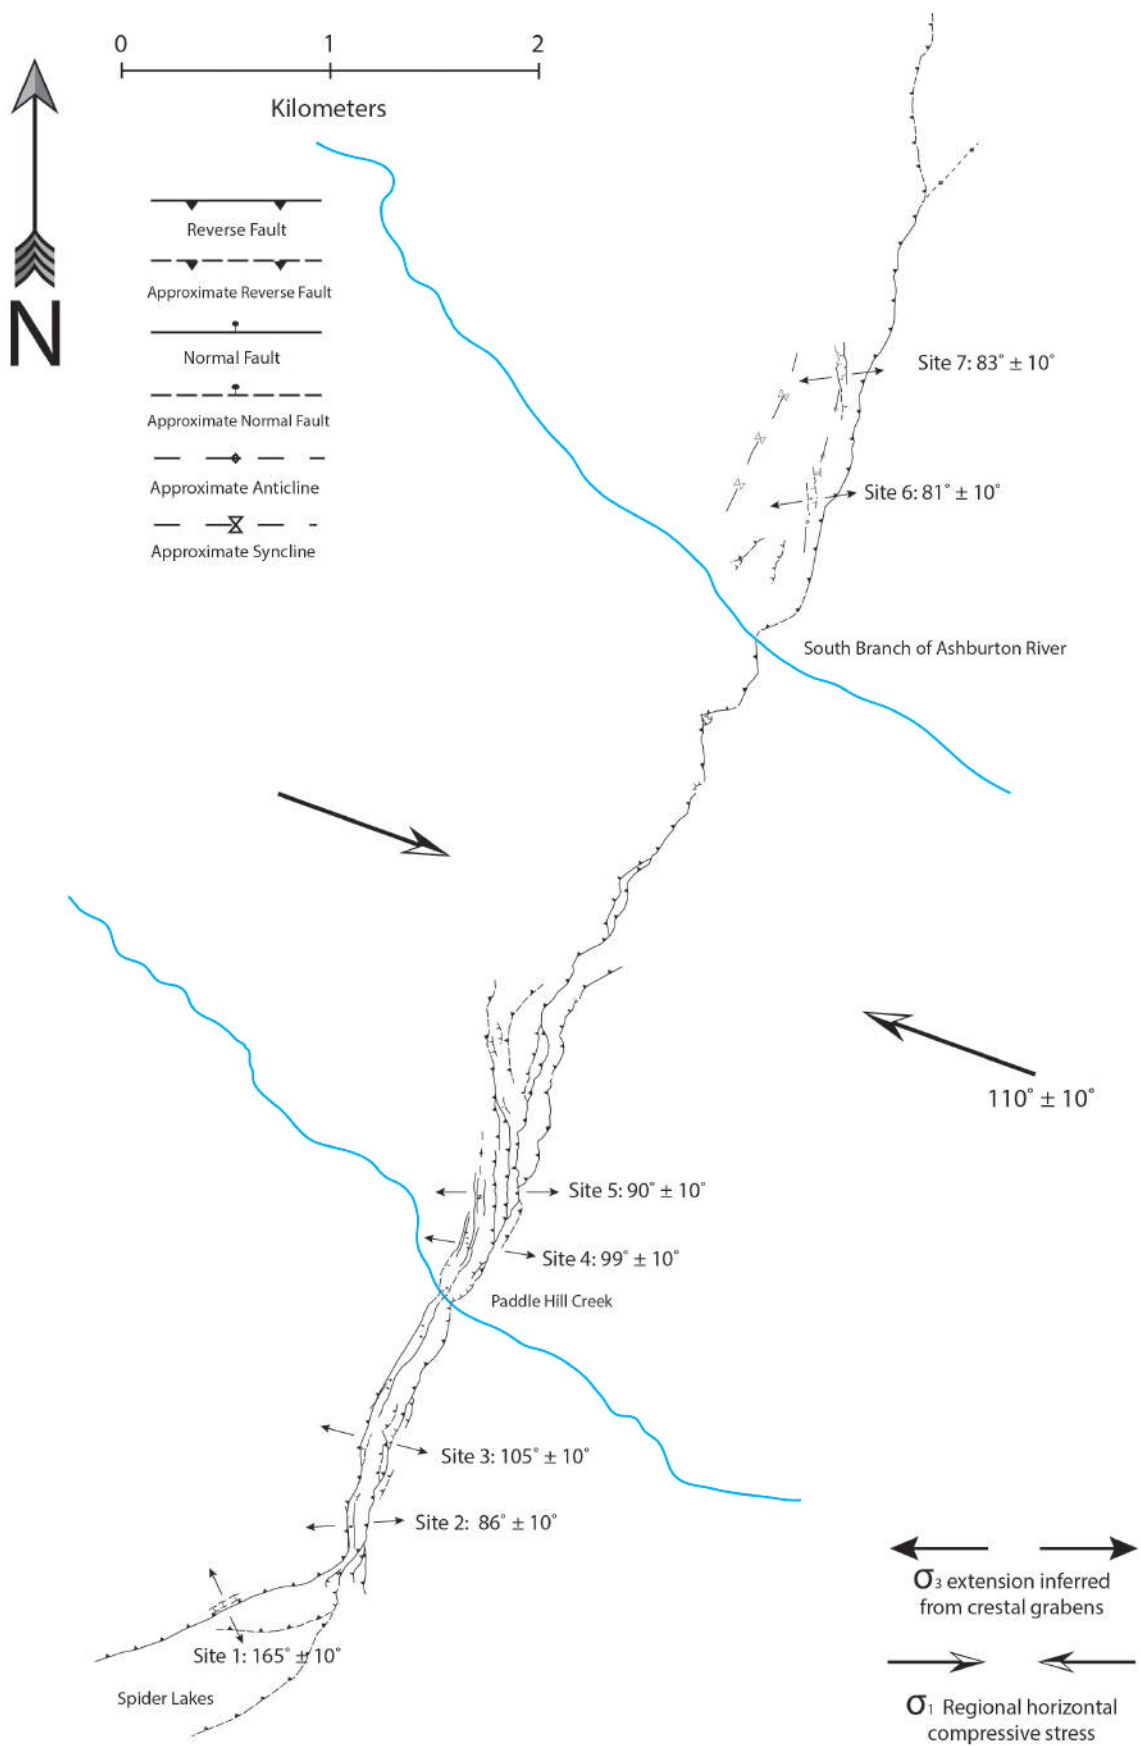 0 1 2
Kilometers
N
Reverse Fault
Approximate Reverse Fault
Normal Fault
Approximate Normal Fault
Approximate Anticline
Approximate Syncline
Site 7: 83° ± 10°
Site 6: 81° ± 10°
South Branch of Ashburton River
110° ± 10°
Site 5: 90° ± 10°
Site 4: 99° ± 10°
Paddle Hill Creek
Site 3: 105° ± 10°
Site 2: 86° ± 10°
Site 1: 165° ± 10°
Spider Lakes
σ3 extension inferred
from crestal grabens
σ1 Regional horizontal
compressive stress